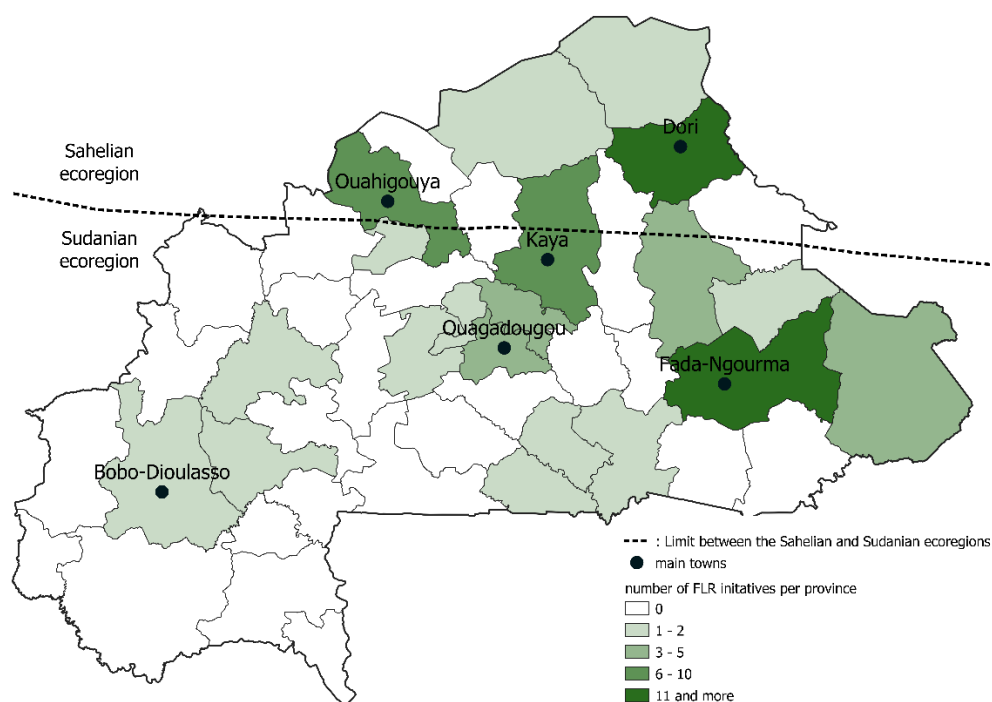 Dori
Sahelian
ecoregion
Ouahigouya
Sudanian
ecoregion
Kaya
Ouagadougou
Fada-Ngourma
Bobo-Dioulasso
: Limit between the Sahelian and Sudanian ecoregions
main towns
number of FLR initatives per province
0
1 - 2
3 - 5
6 - 10
11 and more